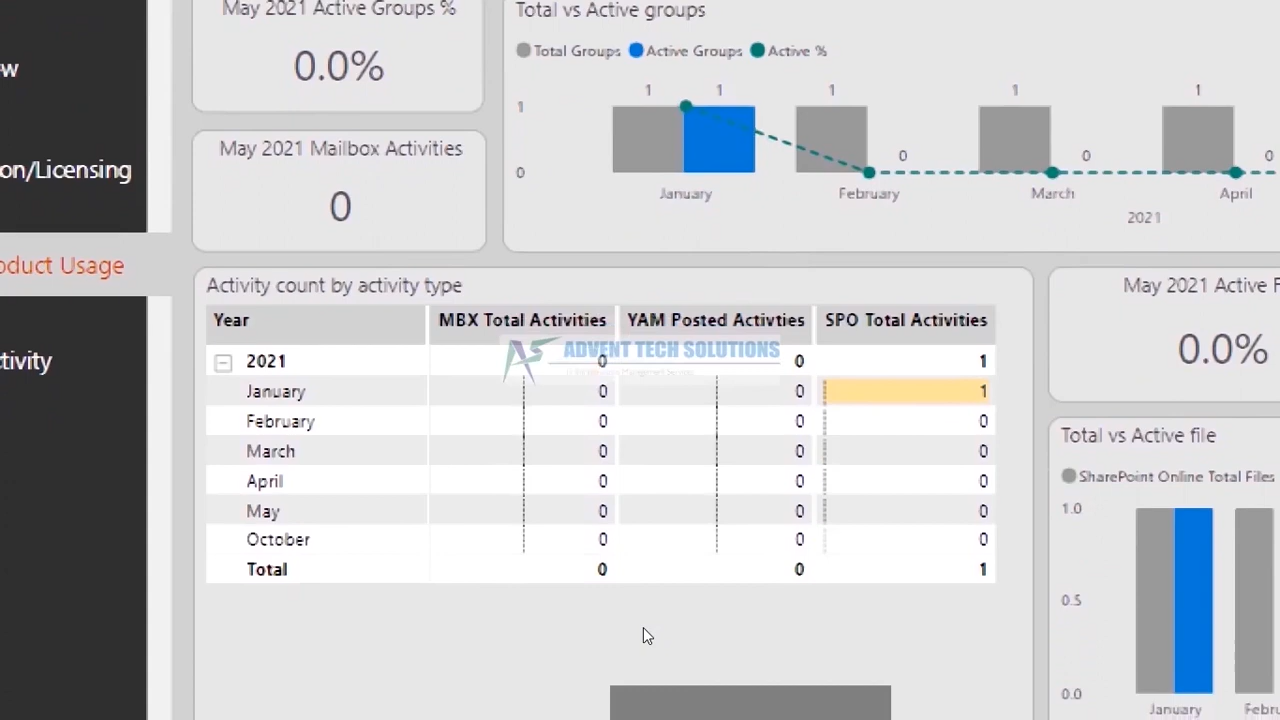 May 2021 Active Groups %
0.0%
May 2021 Mailbox Activities
0
w
on/Licensing
oduct Usage
tivity
Total vs Active groups
Total Groups Active Groups Active %
1 1 1 1 1
1
0 0 0
0
January February March April
2021
Activity count by activity type
Year MBX Total Activities YAM Posted Activties SPO Total Activities
2021 0 0 1
January 0 0 1
February 0 0 0
March 0 0 0
April 0 0 0
May 0 0 0
October 0 0 0
Total 0 0 1
AS ADVENT TECH SOLUTIONS
May 2021 Active F
0.0%
Total vs Active file
SharePoint Online Total Files
1.0
0.5
0.0
January Febru